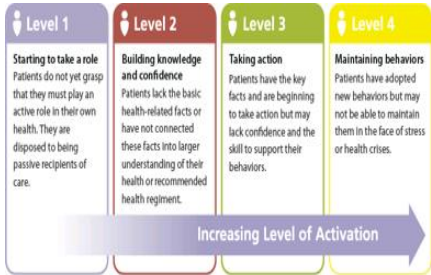 Level 1
Starting to take a role
Patients do not yet grasp
that they must play an
active role in their own
health. They are
disposed to being
passive recipients of
care.
Level 2
Building knowledge
and confidence
Patients lack the basic
health-related facts or
have not connected
these facts into larger
understanding of their
health or recommended
health regiment.
Level 3
Taking action
Patients have the key
facts and are beginning
to take action but may
lack confidence and the
skill to support their
behaviors.
Level 4
Maintaining behaviors
Patients have adopted
new behaviors but may
not be able to maintain
them in the face of stress
or health crises.
Increasing Level of Activation